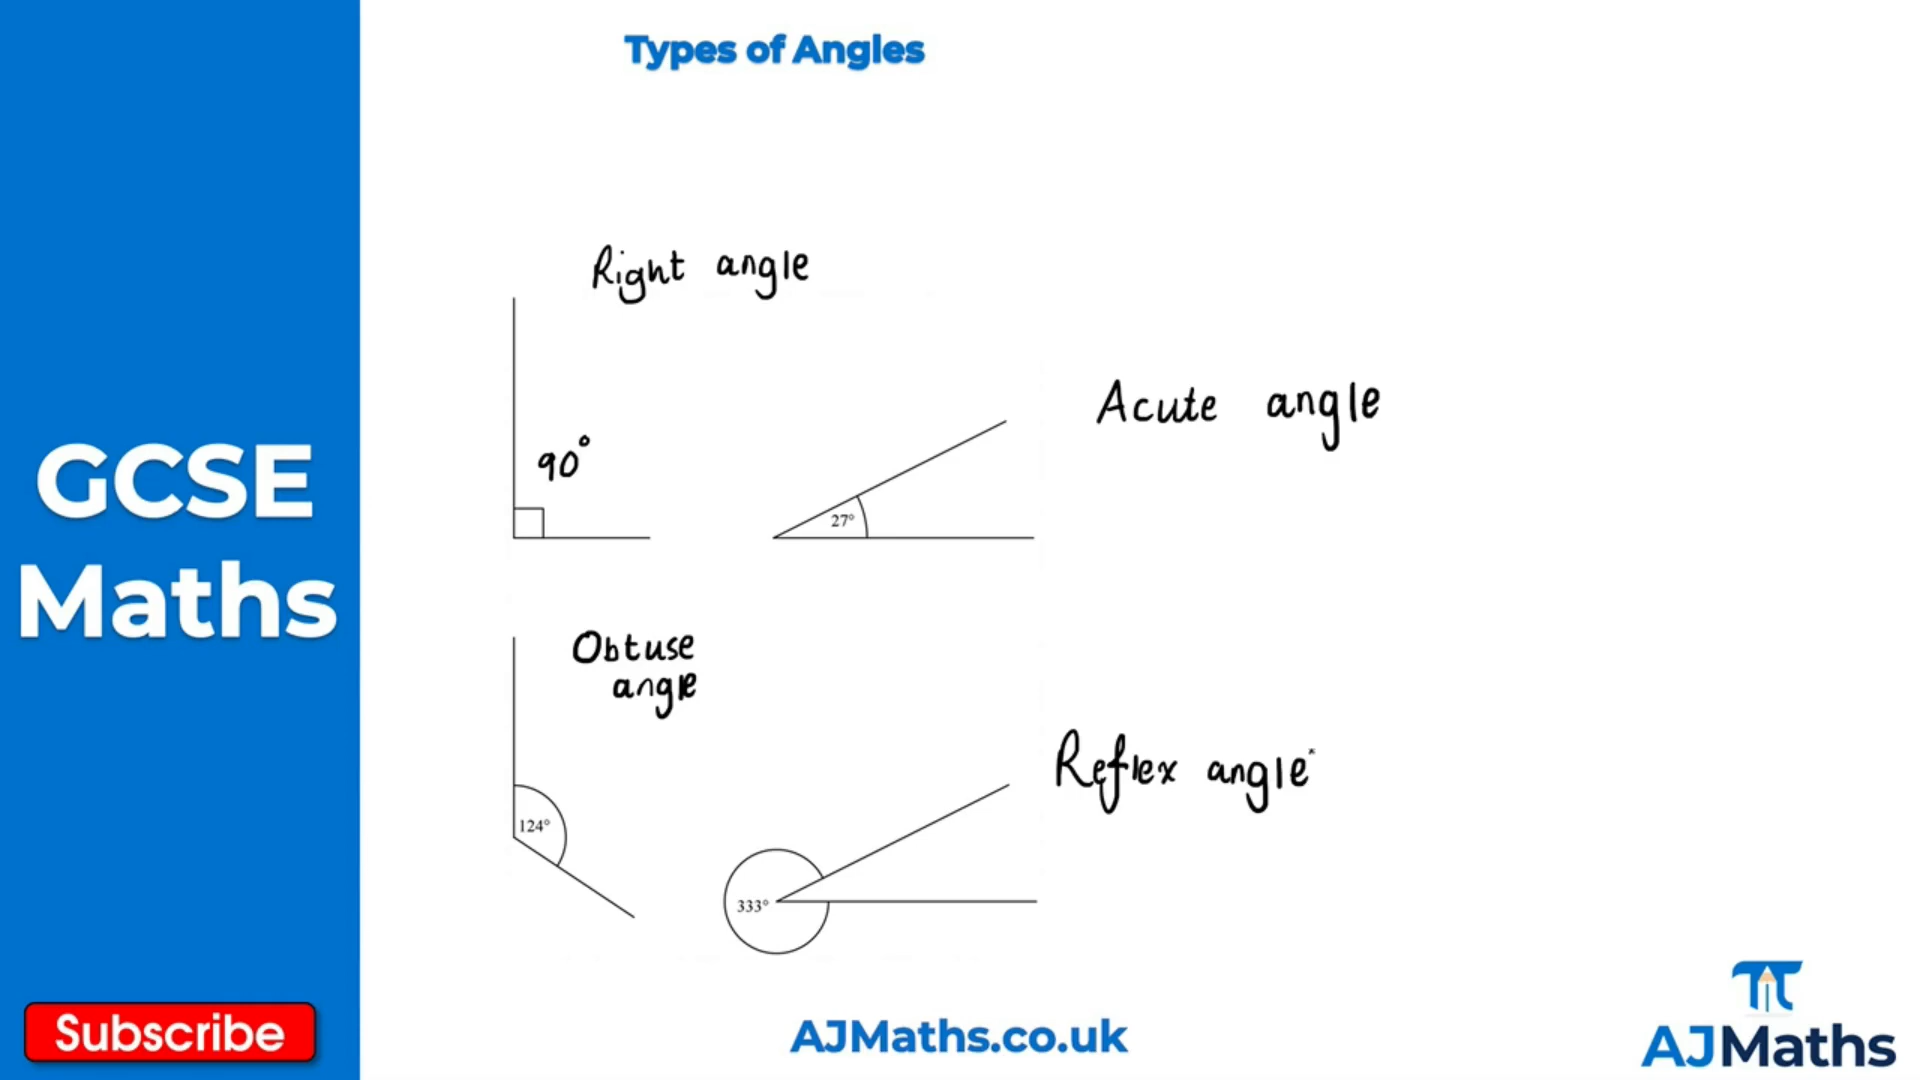 Types of Angles
Right angle
90°
Acute angle
27°
Obtuse
angle
124°
Reflex angle
333°
GCSE
Maths
Subscribe
AJMaths.co.uk
AJMaths